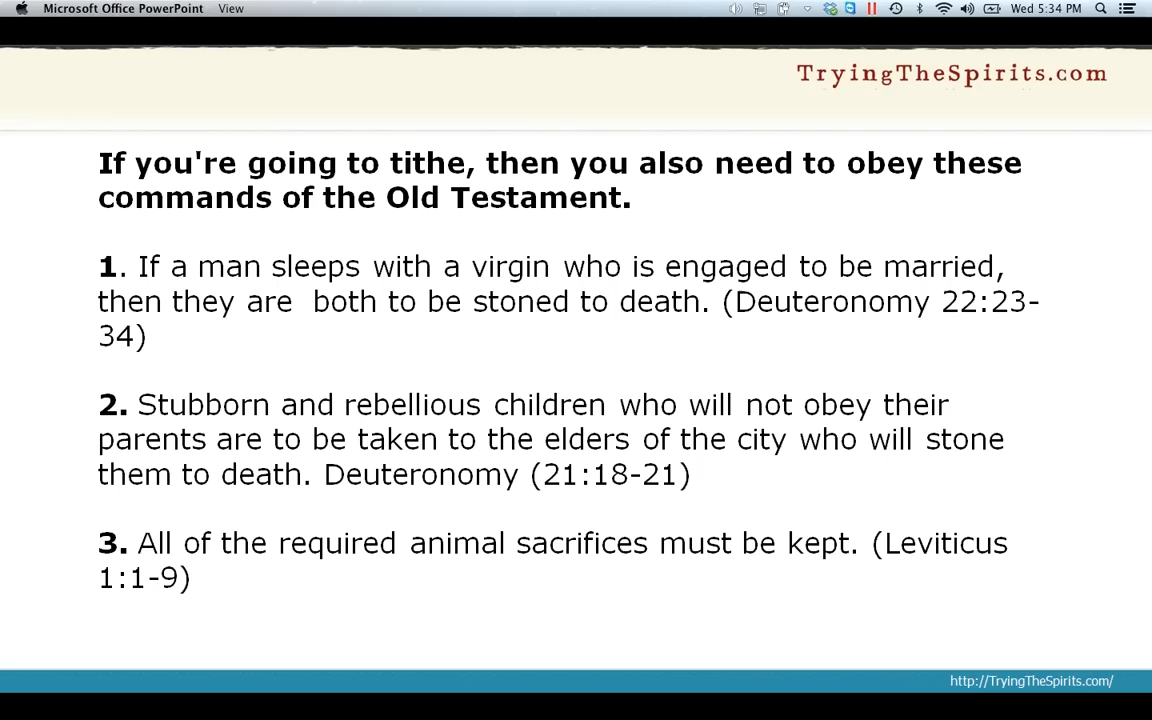 Microsoft Office PowerPoint View Wed 5:34 PM
TryingTheSpirits.com
If you're going to tithe, then you also need to obey these
commands of the Old Testament.
1. If a man sleeps with a virgin who is engaged to be married,
then they are  both to be stoned to death. (Deuteronomy 22:23-
34)
2. Stubborn and rebellious children who will not obey their
parents are to be taken to the elders of the city who will stone
them to death. Deuteronomy (21:18-21)
3. All of the required animal sacrifices must be kept. (Leviticus
1:1-9)
http://TryingTheSpirits.com/